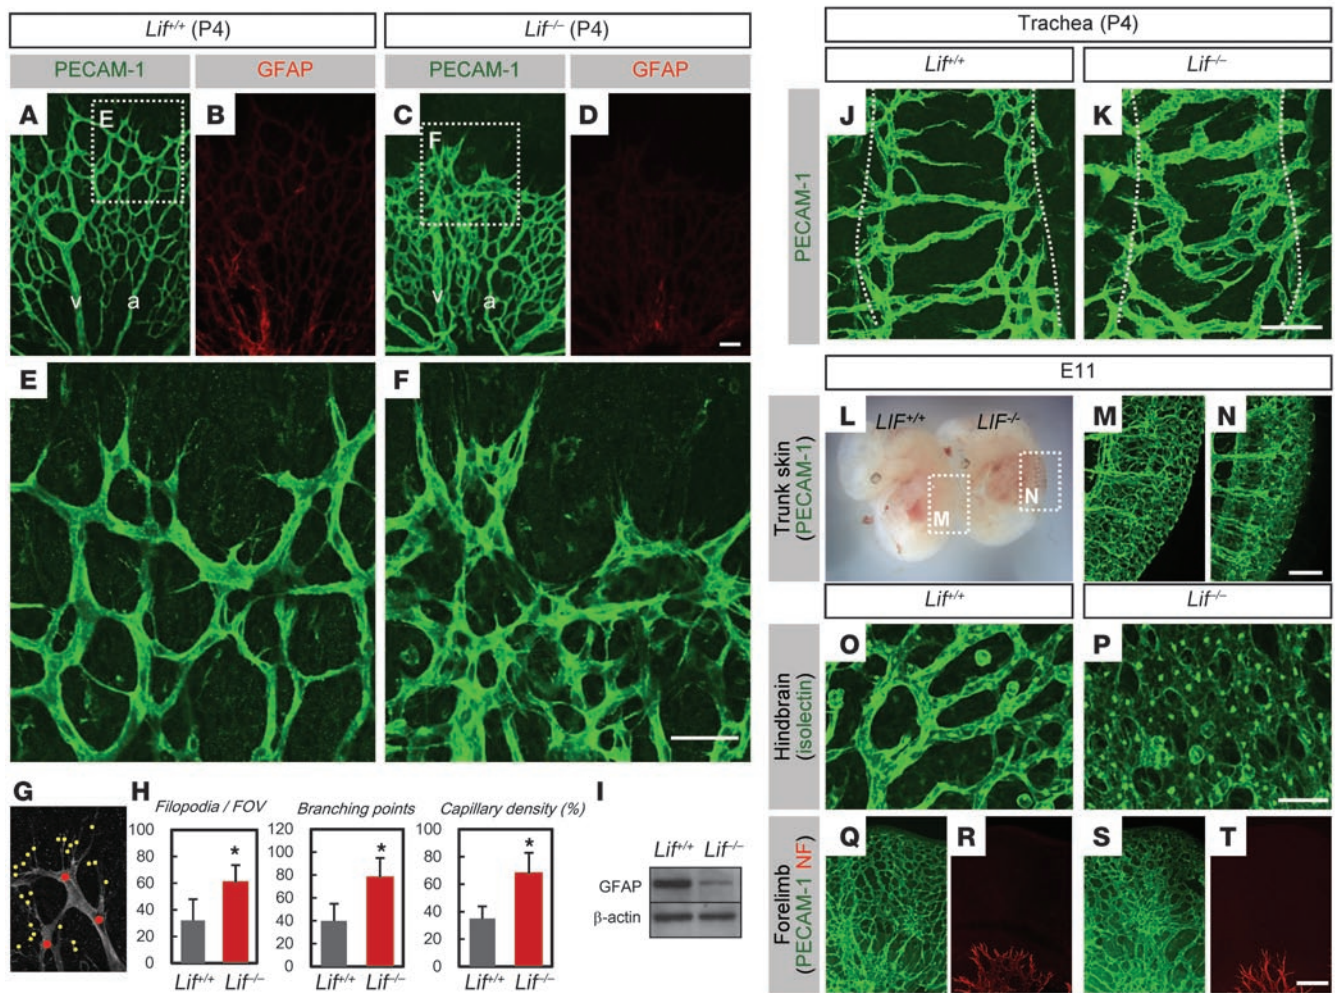 Lif+/+ (P4)
Lif–/– (P4)
PECAM-1
GFAP
PECAM-1
GFAP
A
E
v
a
B
C
F
v
a
D
E
F
G
H
Filopodia / FOV
100
80
60
40
20
0
*
Lif+/+ Lif–/–
Branching points
120
100
80
60
40
20
0
*
Lif+/+ Lif–/–
Capillary density (%)
100
80
60
40
20
0
*
Lif+/+ Lif–/–
I
Lif+/+ Lif–/–
GFAP
β-actin
Trachea (P4)
Lif+/+
Lif–/–
PECAM-1
J
K
E11
Trunk skin
(PECAM-1)
L
LIF+/+
LIF-/-
M
N
M
N
Lif+/+
Lif–/–
Hindbrain
(isolectin)
O
P
Forelimb
(PECAM-1 NF)
Q
R
S
T